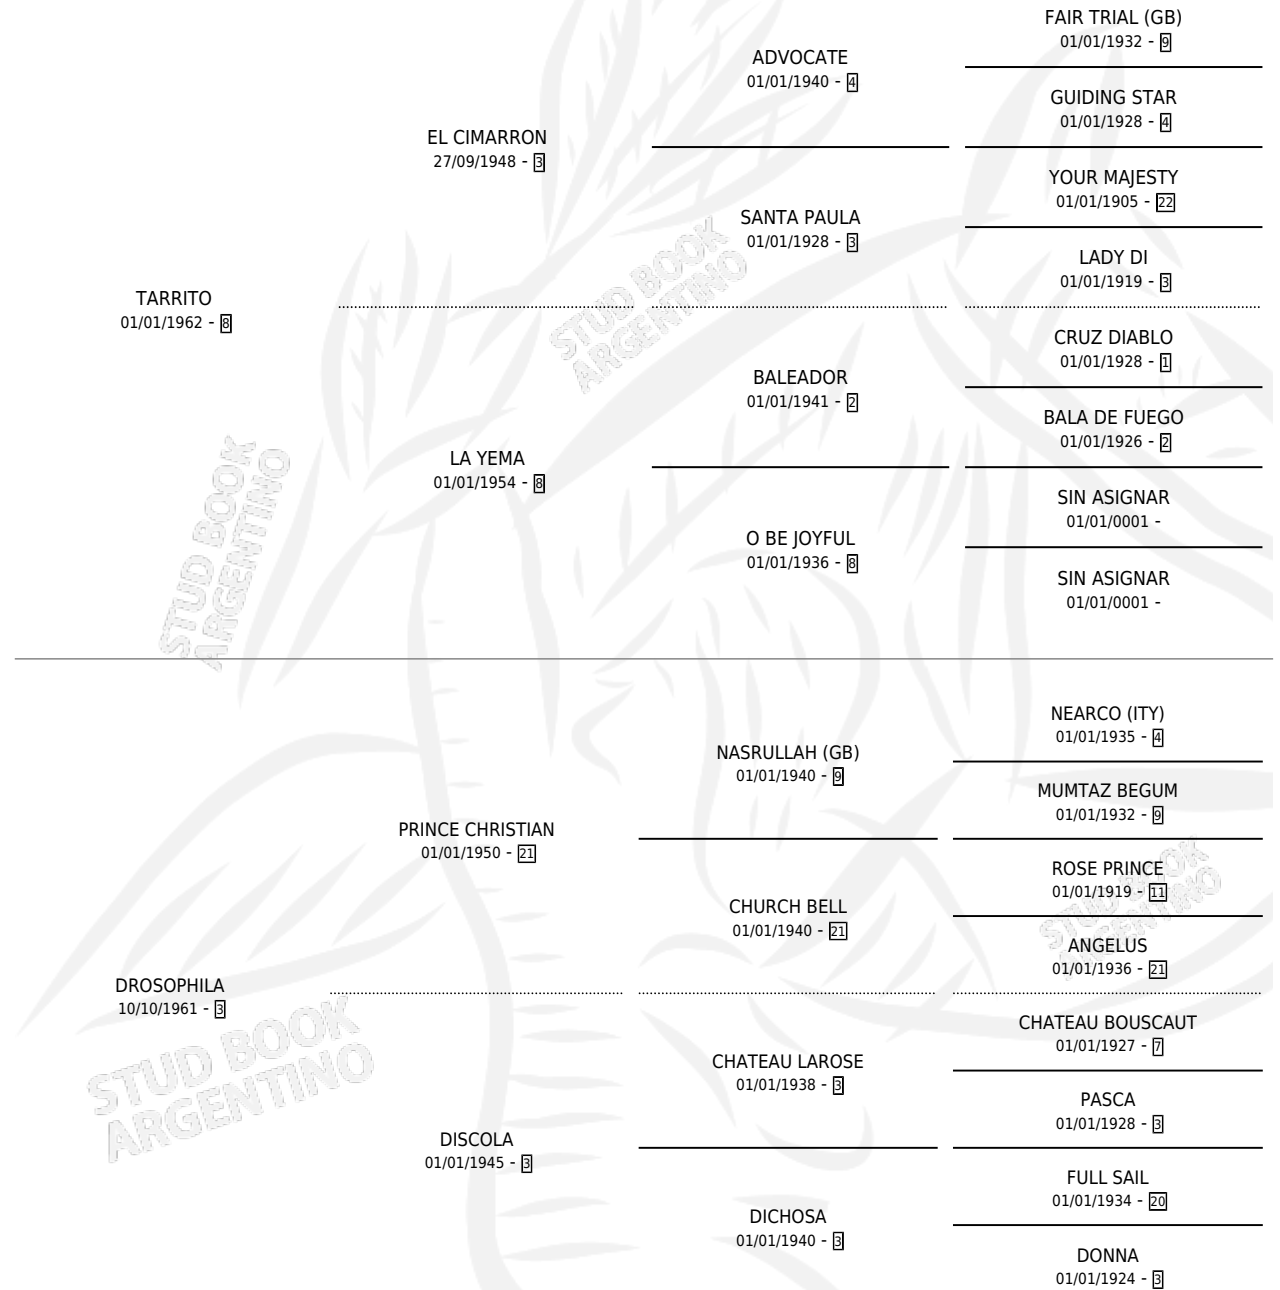 FAIR TRIAL (GB)
01/01/1932 - 9
ADVOCATE
01/01/1940 - 4
GUIDING STAR
01/01/1928 - 4
EL CIMARRON
27/09/1948 - 3
YOUR MAJESTY
01/01/1905 - 22
SANTA PAULA
01/01/1928 - 3
LADY DI
01/01/1919 - 3
TARRITO
01/01/1962 - 8
CRUZ DIABLO
01/01/1928 - 1
BALEADOR
01/01/1941 - 2
BALA DE FUEGO
01/01/1926 - 2
LA YEMA
01/01/1954 - 8
SIN ASIGNAR
01/01/0001 -
O BE JOYFUL
01/01/1936 - 8
SIN ASIGNAR
01/01/0001 -
NEARCO (ITY)
01/01/1935 - 4
NASRULLAH (GB)
01/01/1940 - 9
MUMTAZ BEGUM
01/01/1932 - 9
PRINCE CHRISTIAN
01/01/1950 - 21
ROSE PRINCE
01/01/1919 - 11
CHURCH BELL
01/01/1940 - 21
ANGELUS
01/01/1936 - 21
DROSOPHILA
10/10/1961 - 3
CHATEAU BOUSCAUT
01/01/1927 - 7
CHATEAU LAROSE
01/01/1938 - 3
PASCA
01/01/1928 - 3
DISCOLA
01/01/1945 - 3
FULL SAIL
01/01/1934 - 20
DICHOSA
01/01/1940 - 3
DONNA
01/01/1924 - 3
STUD BOOK
ARGENTINO
STUD BOOK
ARGENTINO
STUD BOOK
ARGENTINO
STUD BOOK
ARGENTINO